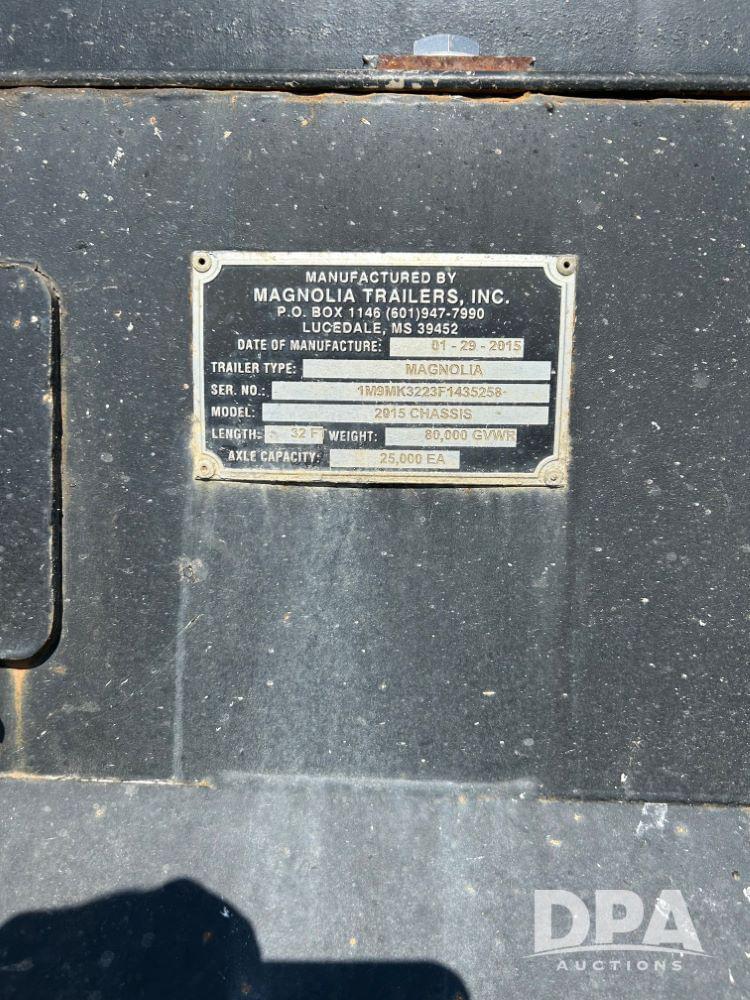 MANUFACTURED BY
MAGNOLIA TRAILERS, INC.
P.O. BOX 1146 (601)947-7990
LUCEDALE, MS 39452
DATE OF MANUFACTURE: 01 - 29 - 2015
TRAILER TYPE: MAGNOLIA
SER. NO.: 1M9MK3223F1435258
MODEL: 2915 CHASSIS
LENGTH: 32 FT WEIGHT: 80,000 GVWR
AXLE CAPACITY: 25,000 EA
DPA
AUCTIONS